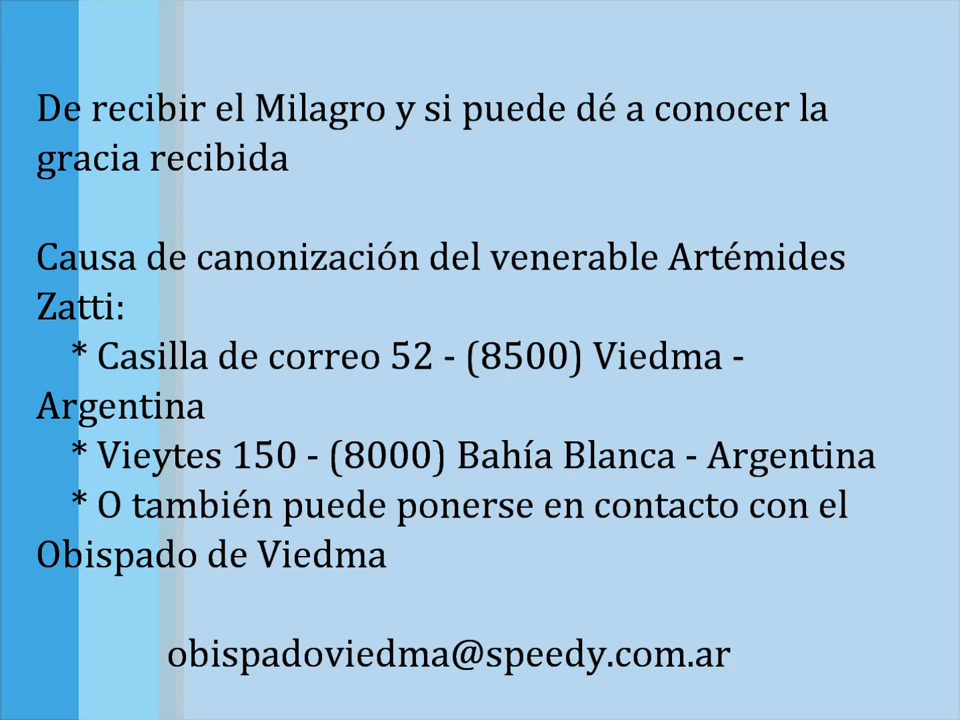 De recibir el Milagro y si puede dé a conocer la
gracia recibida
Causa de canonización del venerable Artémides
Zatti:
* Casilla de correo 52 - (8500) Viedma -
Argentina
* Vieytes 150 - (8000) Bahía Blanca - Argentina
* O también puede ponerse en contacto con el
Obispado de Viedma
obispadoviedma@speedy.com.ar